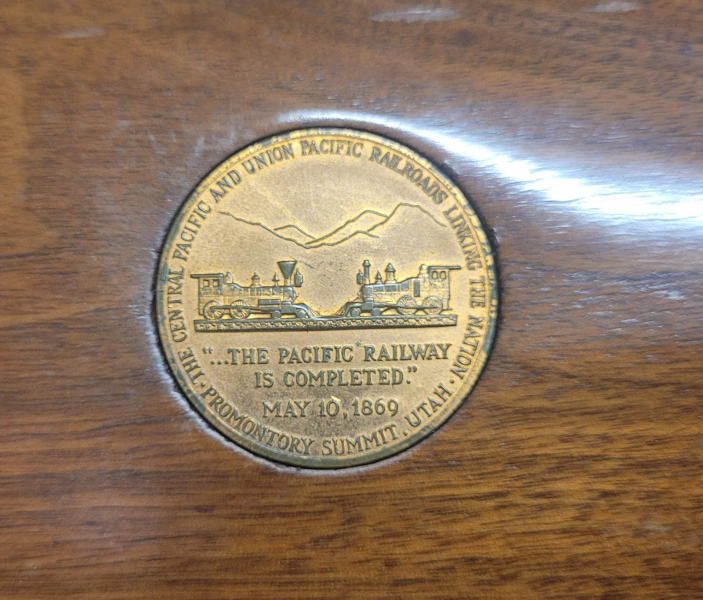 THE CENTRAL PACIFIC AND UNION PACIFIC RAILROADS LINKING THE NATION
"...THE PACIFIC RAILWAY
IS COMPLETED."
MAY 10, 1869
• PROMONTORY SUMMIT, UTAH •